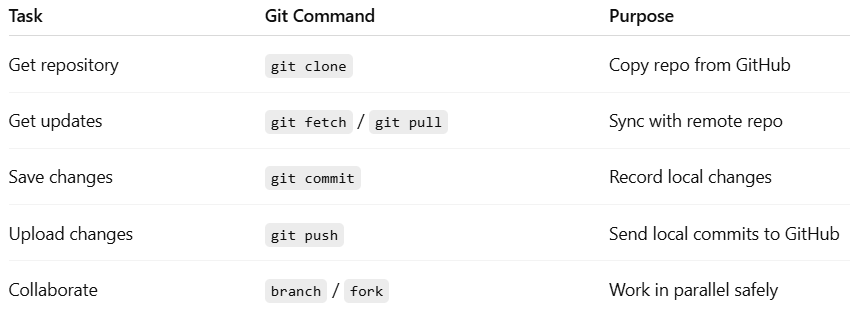 Task Git Command Purpose
Get repository git clone Copy repo from GitHub
Get updates git fetch / git pull Sync with remote repo
Save changes git commit Record local changes
Upload changes git push Send local commits to GitHub
Collaborate branch / fork Work in parallel safely